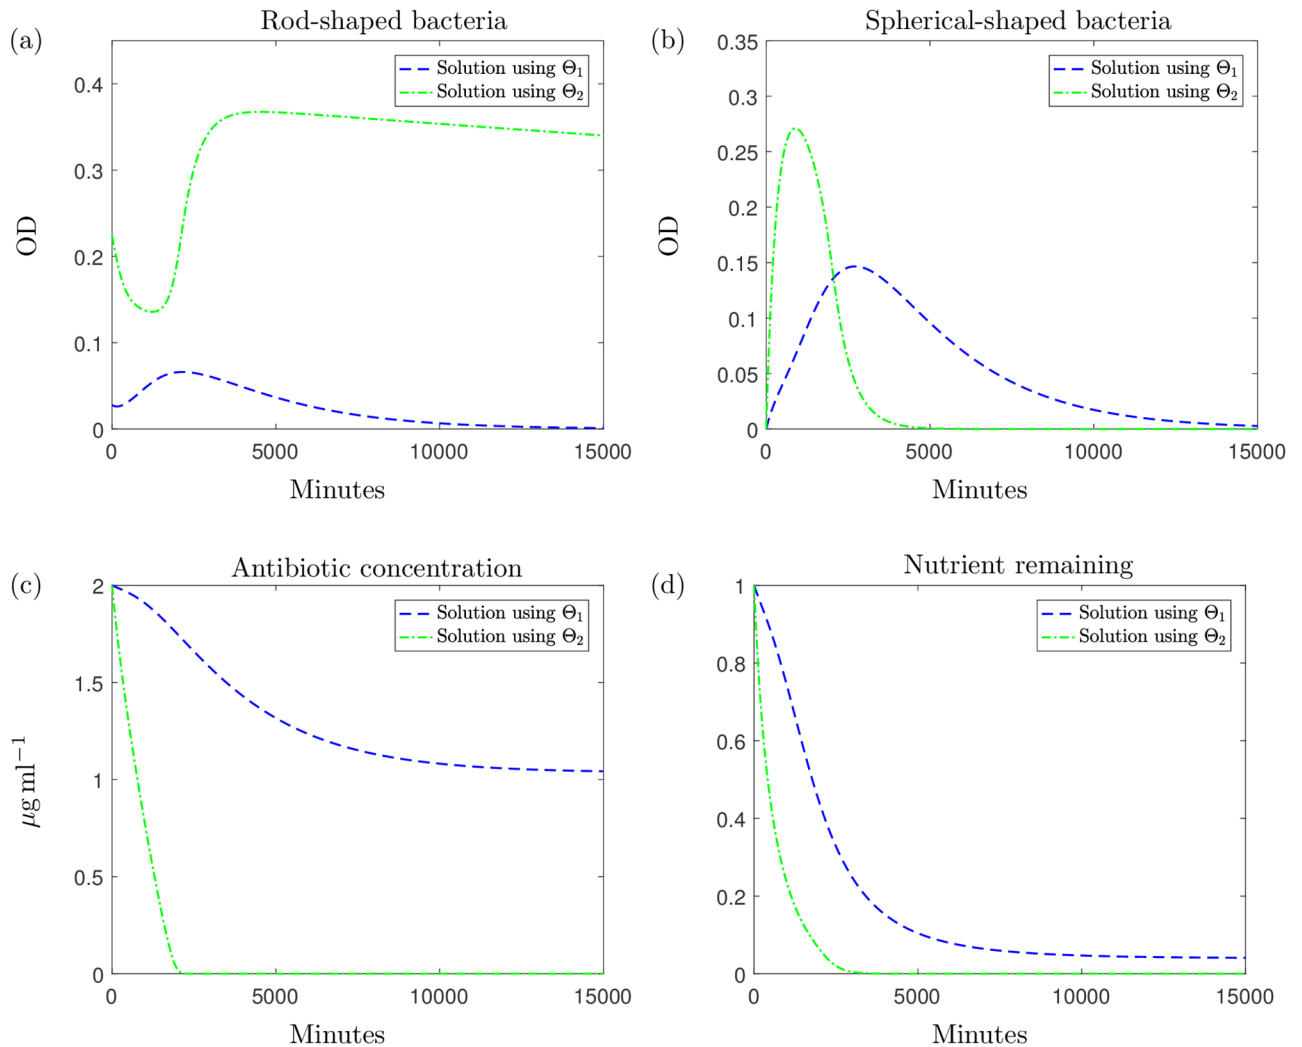 (a)
Rod-shaped bacteria
Solution using Θ₁
Solution using Θ₂
0.4
0.3
0.2
0.1
0
OD
0
5000
10000
15000
Minutes
(b)
Spherical-shaped bacteria
Solution using Θ₁
Solution using Θ₂
0.35
0.3
0.25
0.2
0.15
0.1
0.05
0
OD
0
5000
10000
15000
Minutes
(c)
Antibiotic concentration
Solution using Θ₁
Solution using Θ₂
2
1.5
1
0.5
0
μg ml⁻¹
0
5000
10000
15000
Minutes
(d)
Nutrient remaining
Solution using Θ₁
Solution using Θ₂
1
0.8
0.6
0.4
0.2
0
0
5000
10000
15000
Minutes